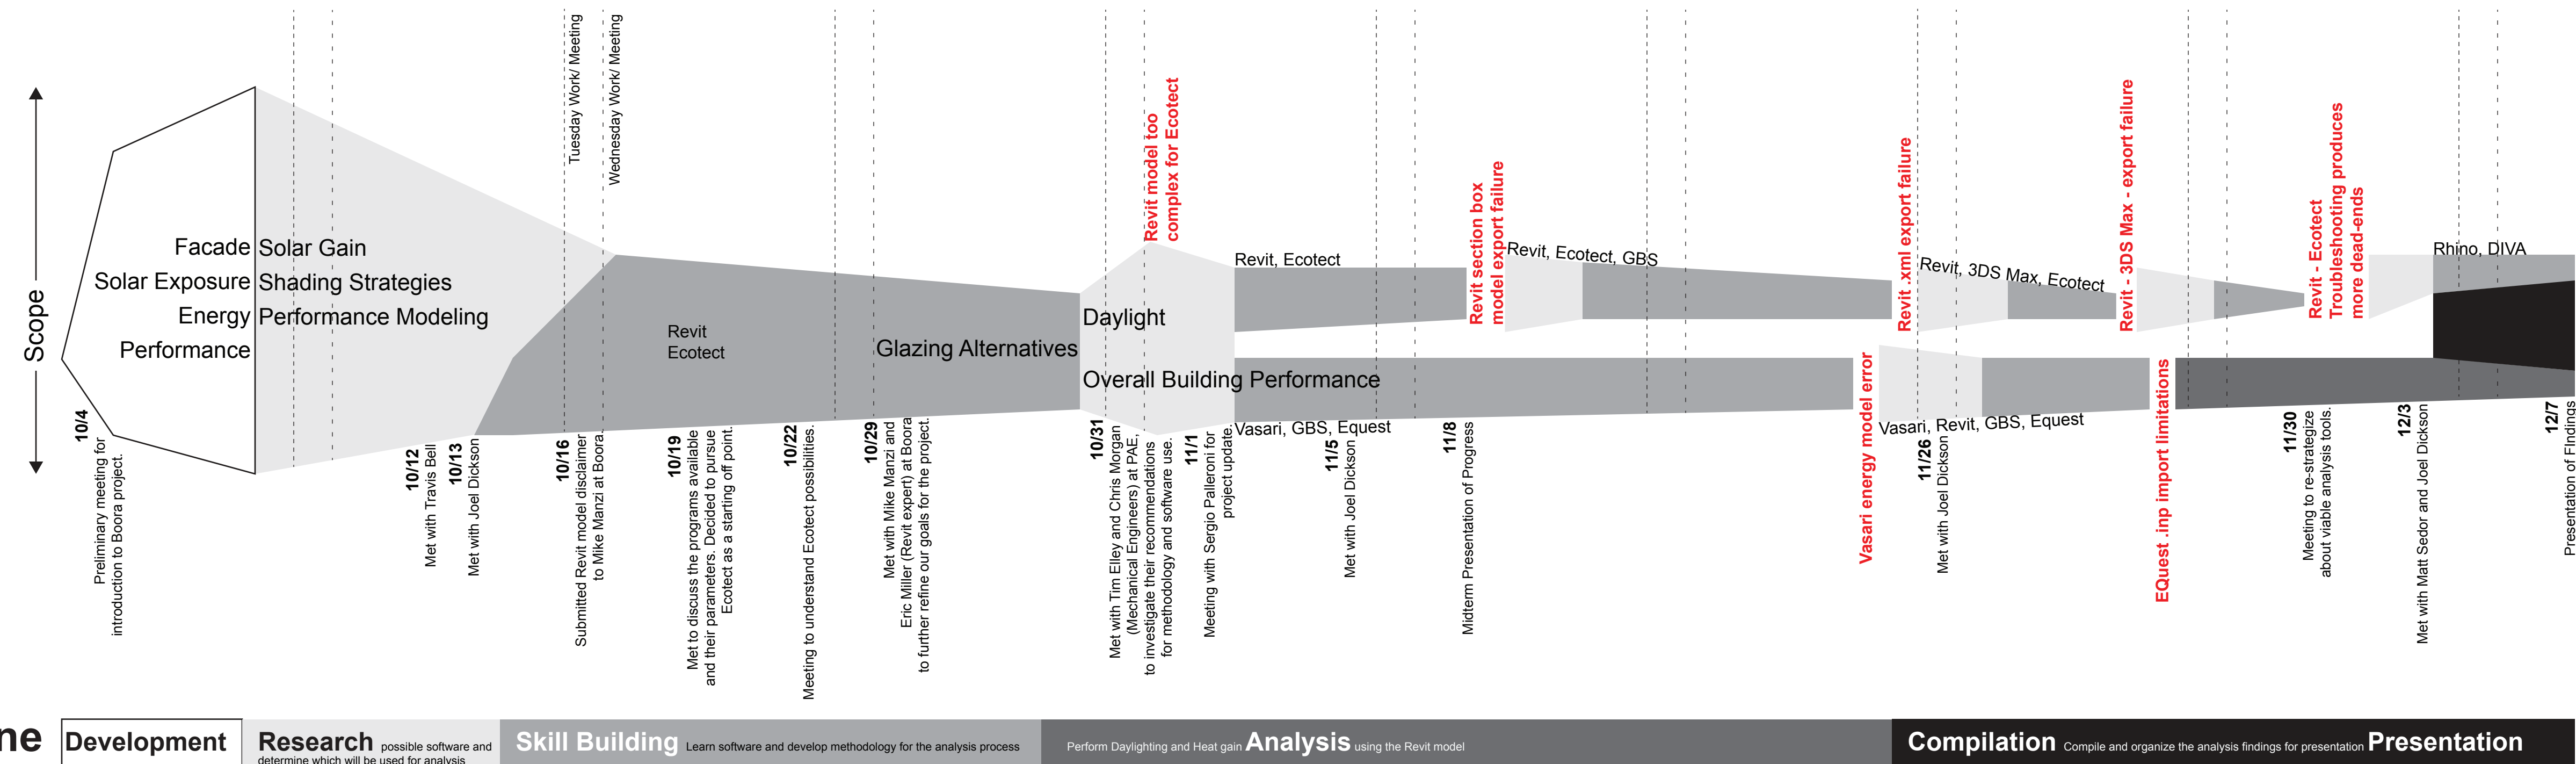 Scope
Facade
Solar Exposure
Energy
Performance
Solar Gain
Shading Strategies
Performance Modeling
Tuesday Work/ Meeting
Wednesday Work/ Meeting
Revit
Ecotect
Glazing Alternatives
Daylight
Overall Building Performance
Revit model too
complex for Ecotect
Revit, Ecotect
Vasari, GBS, Equest
Revit section box
model export failure
Revit, Ecotect, GBS
Revit .xml export failure
Revit, 3DS Max, Ecotect
Vasari energy model error
Vasari, Revit, GBS, Equest
Revit - 3DS Max - export failure
EQuest .inp import limitations
Revit - Ecotect
Troubleshooting produces
more dead-ends
Rhino, DIVA
10/4
Preliminary meeting for
introduction to Boora project.
10/12
Met with Travis Bell
10/13
Met with Joel Dickson
10/16
Submitted Revit model disclaimer
to Mike Manzi at Boora.
10/19
Met to discuss the programs available
and their parameters. Decided to pursue
Ecotect as a starting off point.
10/22
Meeting to understand Ecotect possibilities.
10/29
Met with Mike Manzi and
Eric Miller (Revit expert) at Boora
to further refine our goals for the project.
10/31
Met with Tim Elley and Chris Morgan
(Mechanical Engineers) at PAE,
to investigate their recommendations
for methodology and software use.
11/1
Meeting with Sergio Palleroni for
project update.
11/5
Met with Joel Dickson
11/8
Midterm Presentation of Progress
11/26
Met with Joel Dickson
11/30
Meeting to re-strategize
about viable analysis tools.
12/3
Met with Matt Sedor and Joel Dickson
12/7
Presentation of FIndings
ne
Development
Research possible software and
determine which will be used for analysis
Skill Building Learn software and develop methodology for the analysis process
Perform Daylighting and Heat gain Analysis using the Revit model
Compilation Compile and organize the analysis findings for presentation Presentation